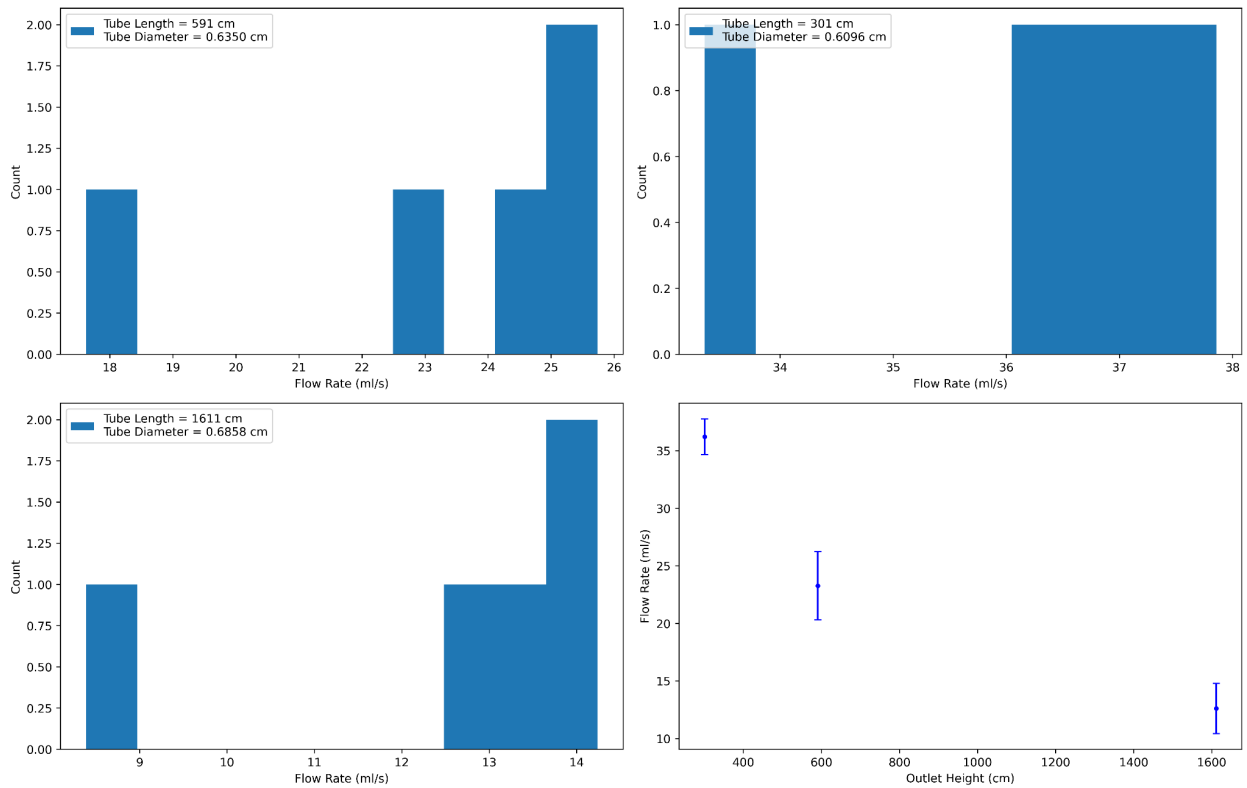 Tube Length = 591 cm
Tube Diameter = 0.6350 cm
2.00
1.75
1.50
1.25
1.00
0.75
0.50
0.25
0.00
Count
18 19 20 21 22 23 24 25 26
Flow Rate (ml/s)
Tube Length = 301 cm
Tube Diameter = 0.6096 cm
1.0
0.8
0.6
0.4
0.2
0.0
Count
34 35 36 37 38
Flow Rate (ml/s)
Tube Length = 1611 cm
Tube Diameter = 0.6858 cm
2.00
1.75
1.50
1.25
1.00
0.75
0.50
0.25
0.00
Count
9 10 11 12 13 14
Flow Rate (ml/s)
35
30
25
20
15
10
Flow Rate (ml/s)
400 600 800 1000 1200 1400 1600
Outlet Height (cm)